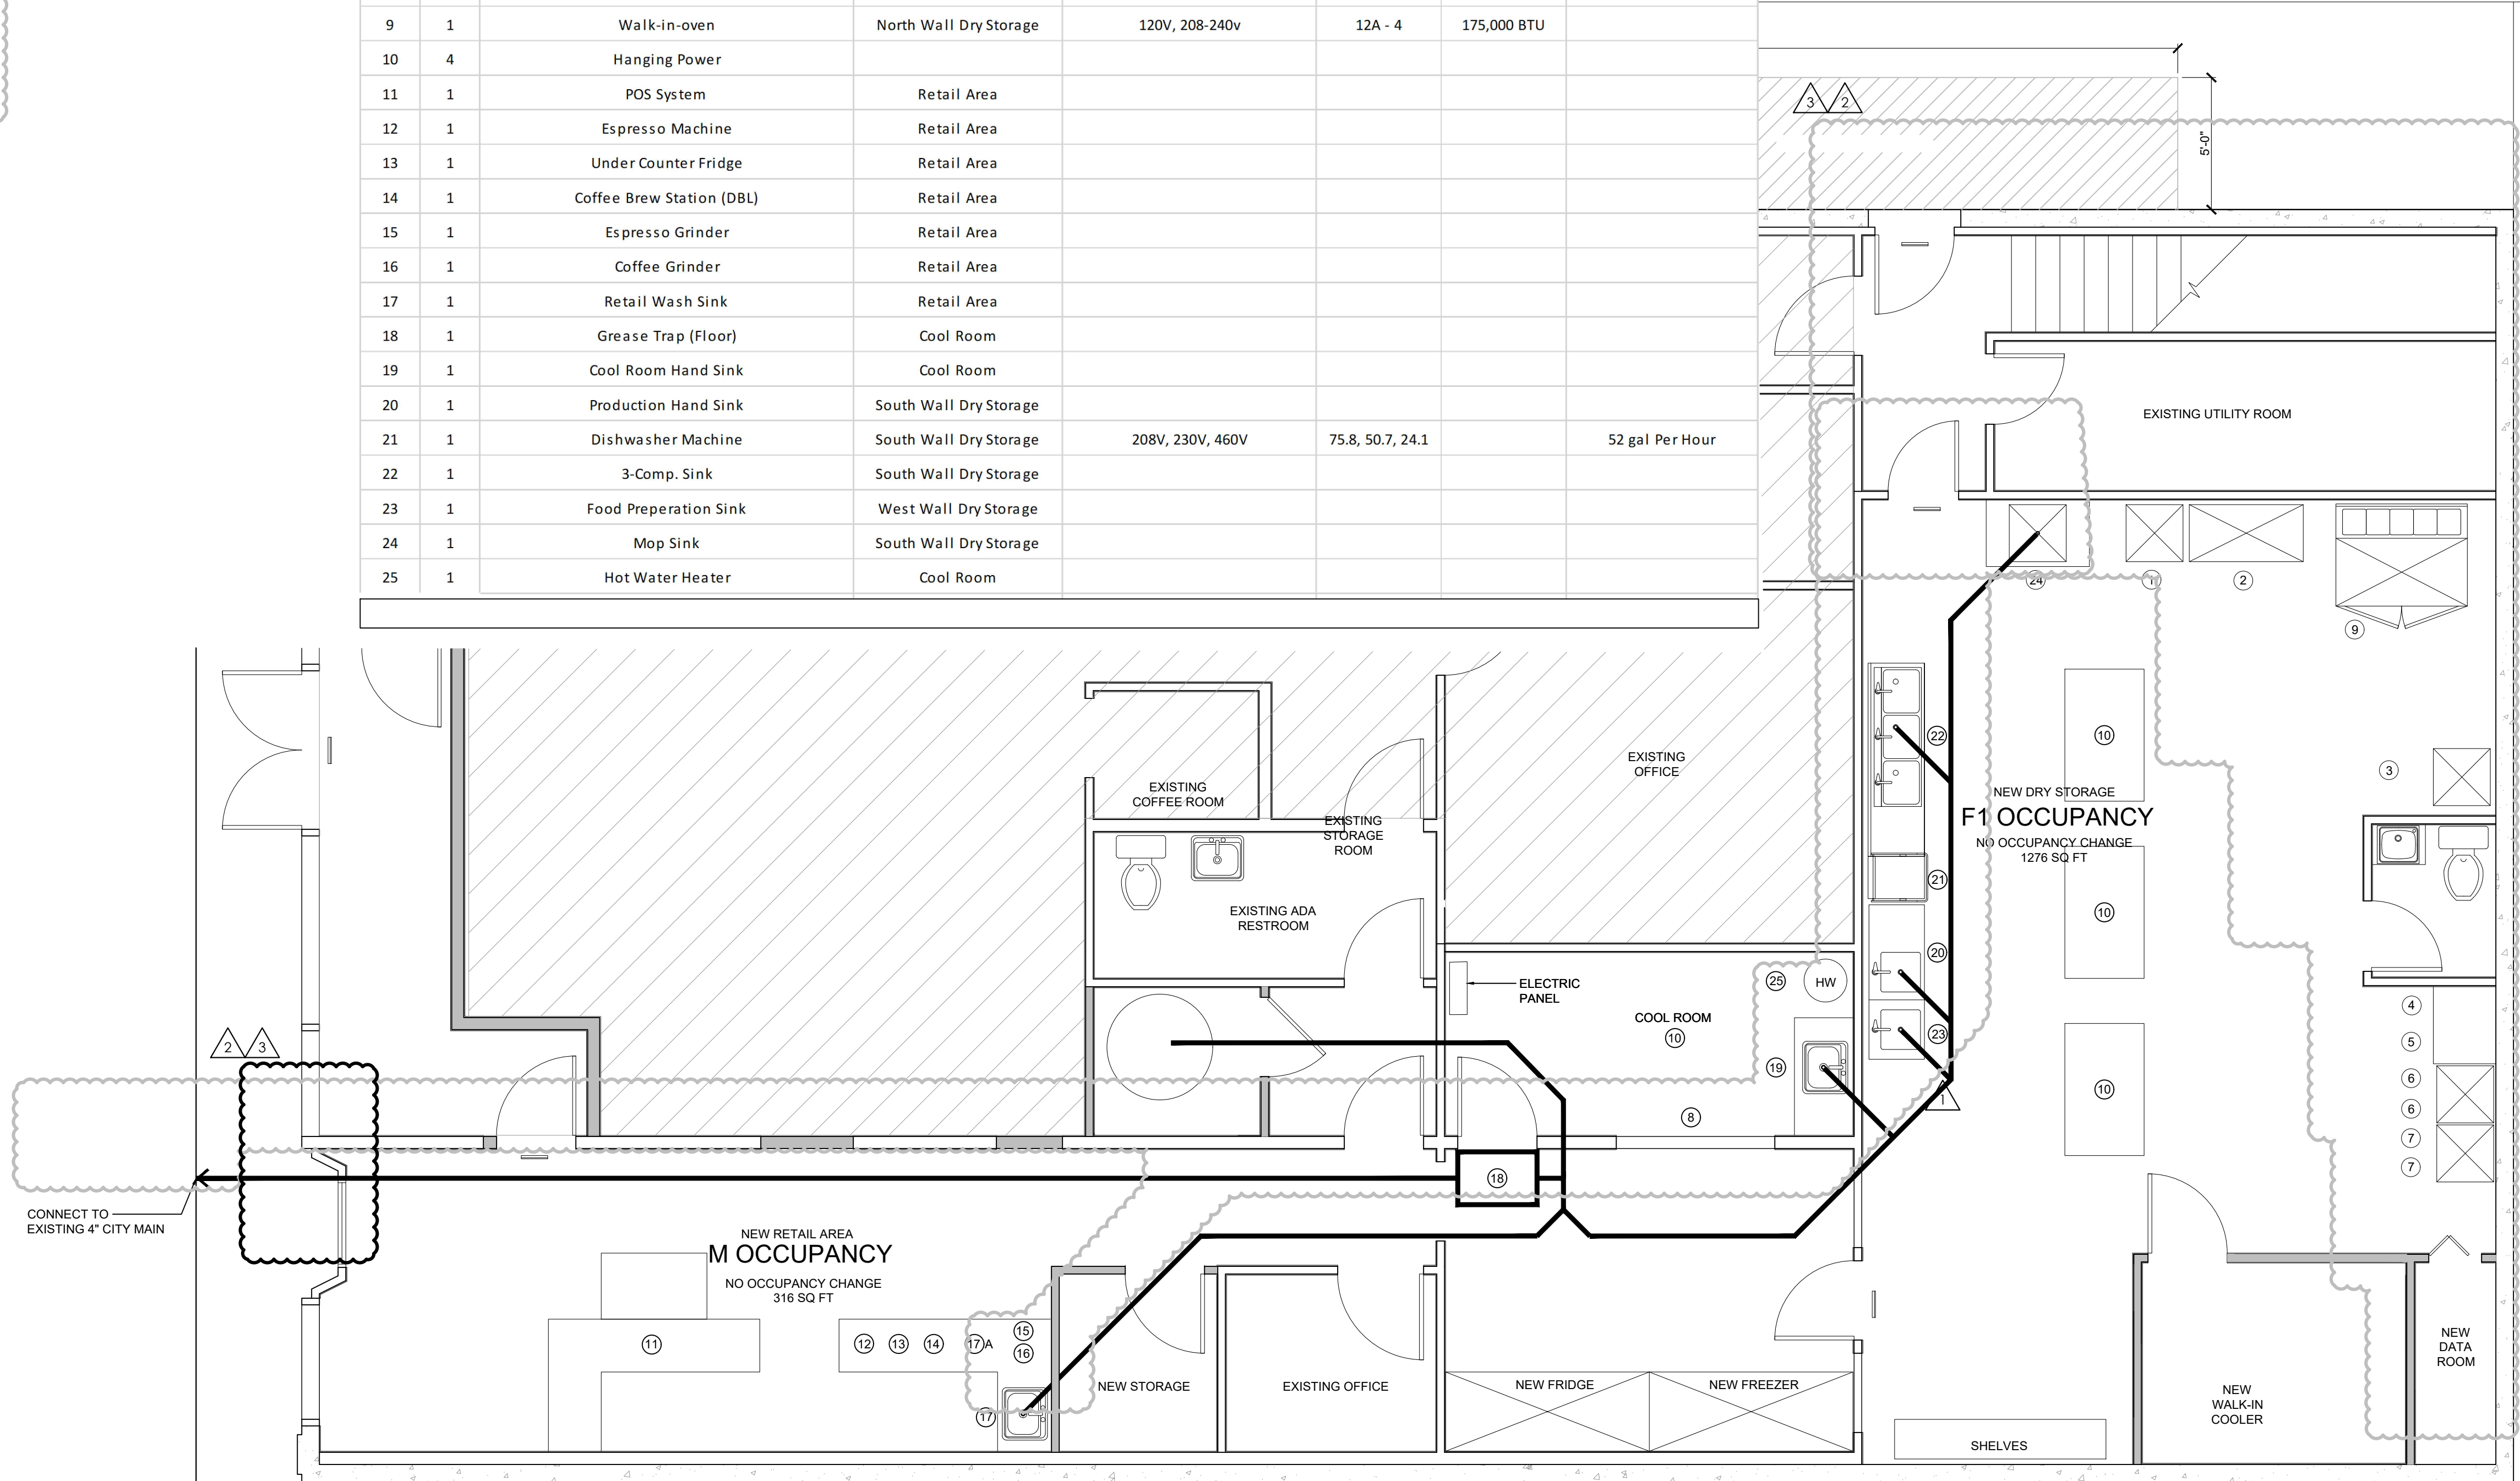 9 1 Walk-in-oven North Wall Dry Storage 120V, 208-240v 12A - 4 175,000 BTU
10 4 Hanging Power
11 1 POS System Retail Area
12 1 Espresso Machine Retail Area
13 1 Under Counter Fridge Retail Area
14 1 Coffee Brew Station (DBL) Retail Area
15 1 Espresso Grinder Retail Area
16 1 Coffee Grinder Retail Area
17 1 Retail Wash Sink Retail Area
18 1 Grease Trap (Floor) Cool Room
19 1 Cool Room Hand Sink Cool Room
20 1 Production Hand Sink South Wall Dry Storage
21 1 Dishwasher Machine South Wall Dry Storage 208V, 230V, 460V 75.8, 50.7, 24.1 52 gal Per Hour
22 1 3-Comp. Sink South Wall Dry Storage
23 1 Food Preperation Sink West Wall Dry Storage
24 1 Mop Sink South Wall Dry Storage
25 1 Hot Water Heater Cool Room
3 2
5'-0"
EXISTING UTILITY ROOM
24
1
2
9
22
10
3
NEW DRY STORAGE
F1 OCCUPANCY
NO OCCUPANCY CHANGE
1276 SQ FT
21
10
20
23
10
1
4
5
6
6
7
7
EXISTING
OFFICE
EXISTING
COFFEE ROOM
EXISTING
STORAGE
ROOM
EXISTING ADA
RESTROOM
ELECTRIC
PANEL
25
HW
COOL ROOM
10
19
8
18
2 3
CONNECT TO
EXISTING 4" CITY MAIN
NEW RETAIL AREA
M OCCUPANCY
NO OCCUPANCY CHANGE
316 SQ FT
11
12 13 14 17A
15
16
17
NEW STORAGE
EXISTING OFFICE
NEW FRIDGE
NEW FREEZER
SHELVES
NEW
WALK-IN
COOLER
NEW
DATA
ROOM